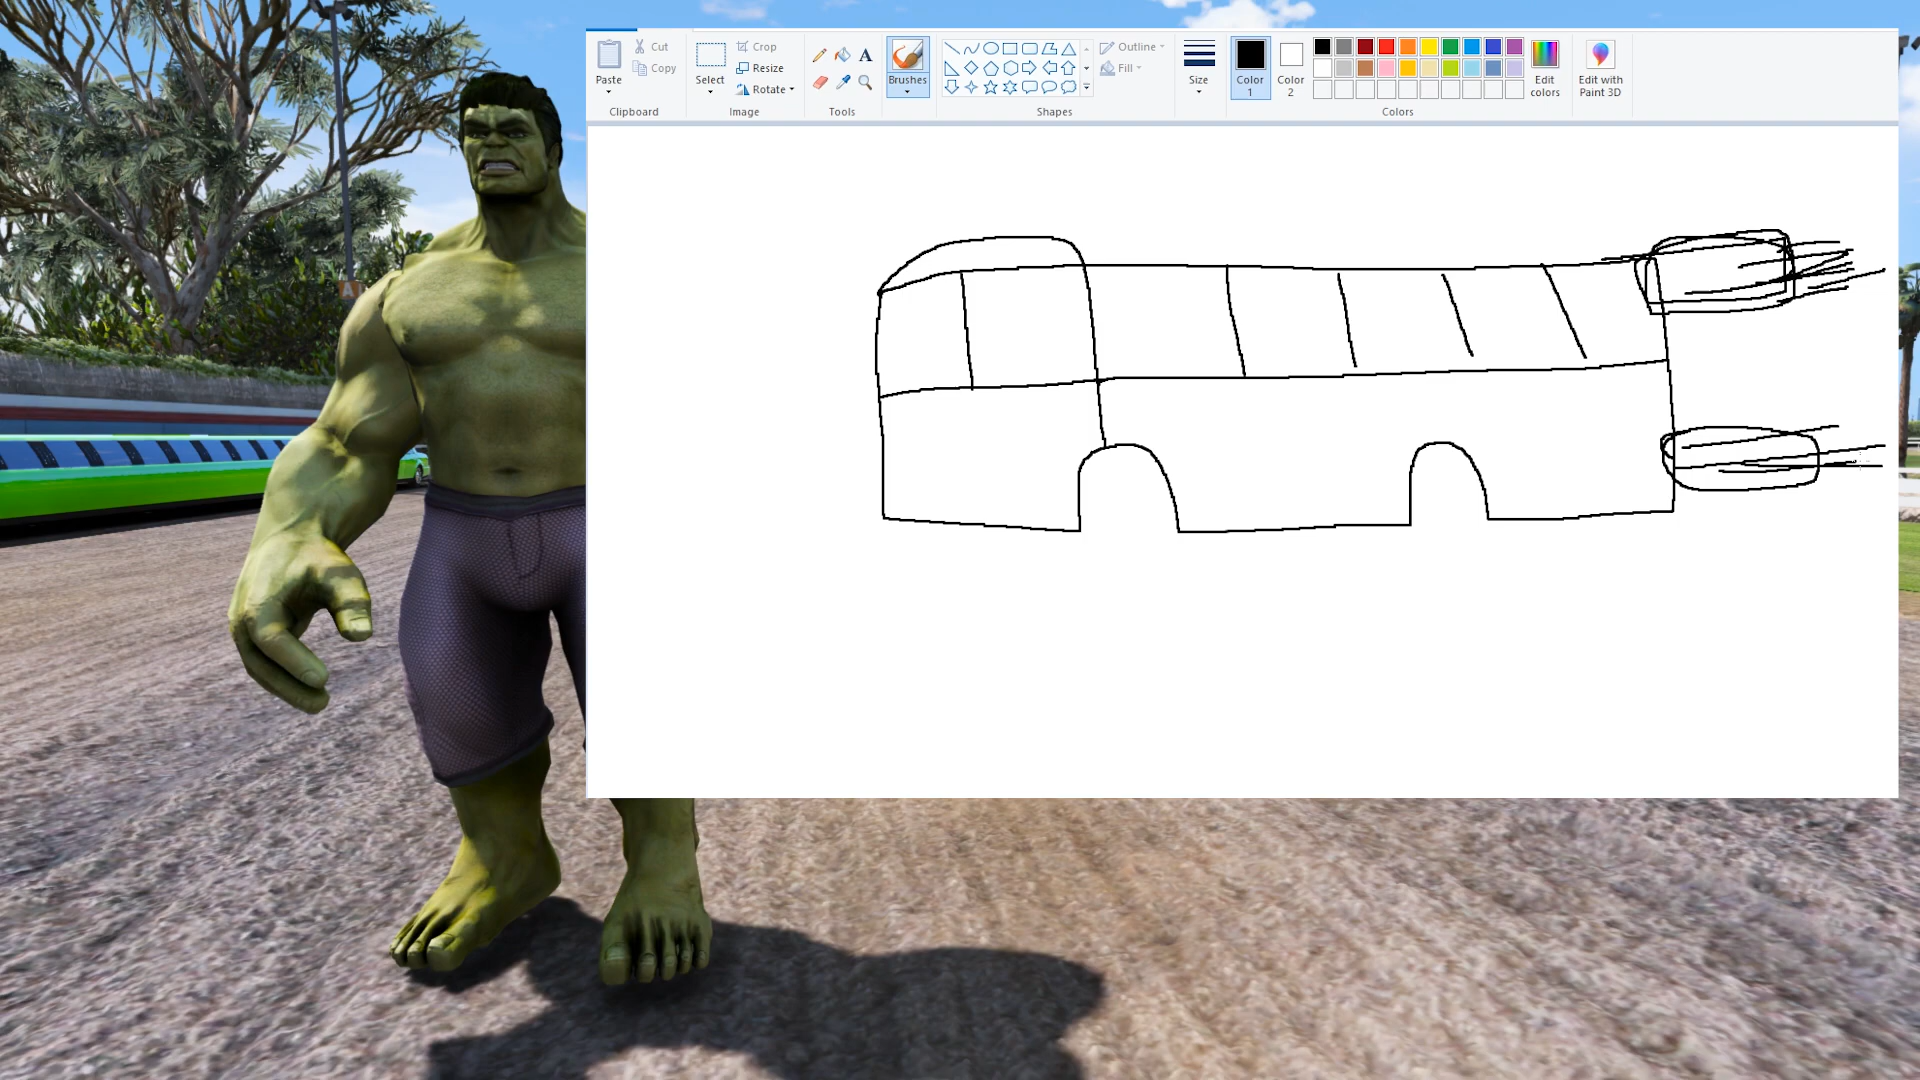 Paste
Cut
Copy
Clipboard
Select
Crop
Resize
Rotate
Image
A
Tools
Brushes
Shapes
Outline
Fill
Size
Color
1
Color
2
Colors
Edit
colors
Edit with
Paint 3D
A